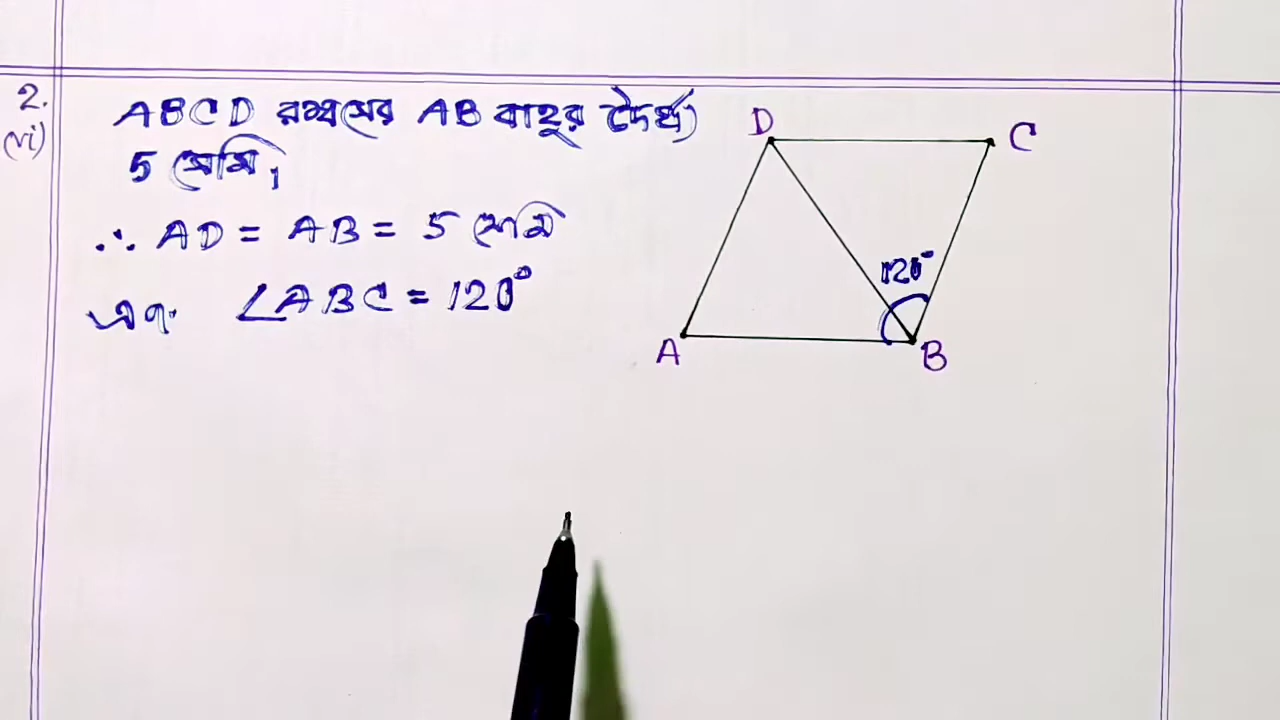 2.
(vi)
ABCD রম্বসের AB বাহুর দৈর্ঘ্য
5 সেমি।
∴ AD = AB = 5 সেমি
এবং ∠ABC = 120°
D
C
120°
A
B